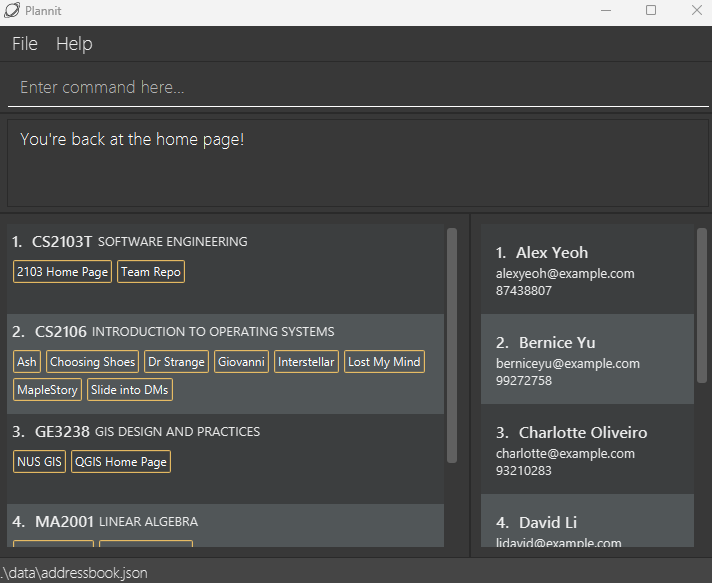 Plannit
File Help
Enter command here...
You're back at the home page!
1. CS2103T SOFTWARE ENGINEERING
2103 Home Page Team Repo
2. CS2106 INTRODUCTION TO OPERATING SYSTEMS
Ash Choosing Shoes Dr Strange Giovanni Interstellar Lost My Mind
MapleStory Slide into DMs
3. GE3238 GIS DESIGN AND PRACTICES
NUS GIS QGIS Home Page
4. MA2001 LINEAR ALGEBRA
1. Alex Yeoh
alexyeoh@example.com
87438807
2. Bernice Yu
berniceyu@example.com
99272758
3. Charlotte Oliveiro
charlotte@example.com
93210283
4. David Li
lidavid@example.com
.\data\addressbook.json